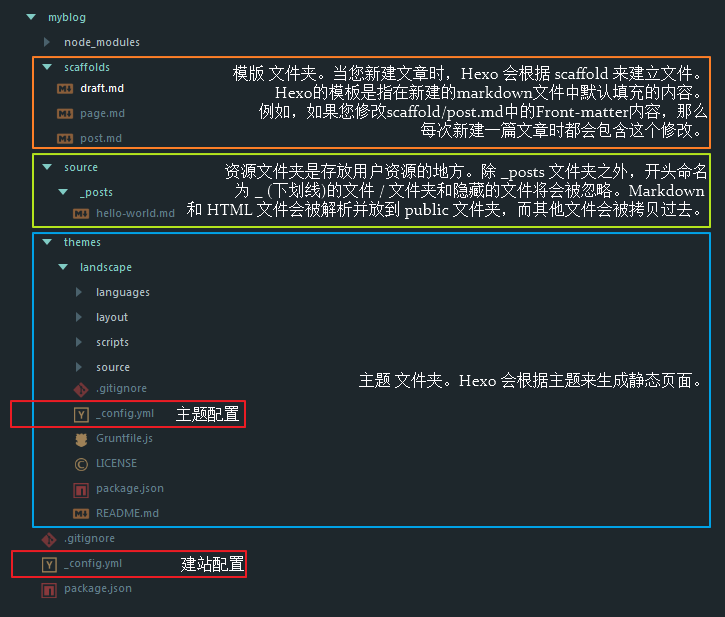 myblog
node_modules
scaffolds
模版 文件夹。当您新建文章时，Hexo 会根据 scaffold 来建立文件。
draft.md
Hexo的模板是指在新建的markdown文件中默认填充的内容。
page.md
例如，如果您修改scaffold/post.md中的Front-matter内容，那么
post.md
每次新建一篇文章时都会包含这个修改。
source
资源文件夹是存放用户资源的地方。除 _posts 文件夹之外，开头命名
_posts
为 _ (下划线)的文件 / 文件夹和隐藏的文件将会被忽略。Markdown
hello-world.md
和 HTML 文件会被解析并放到 public 文件夹，而其他文件会被拷贝过去。
themes
landscape
languages
layout
scripts
source
主题 文件夹。Hexo 会根据主题来生成静态页面。
.gitignore
_config.yml 主题配置
Gruntfile.js
LICENSE
package.json
README.md
.gitignore
_config.yml 建站配置
package.json